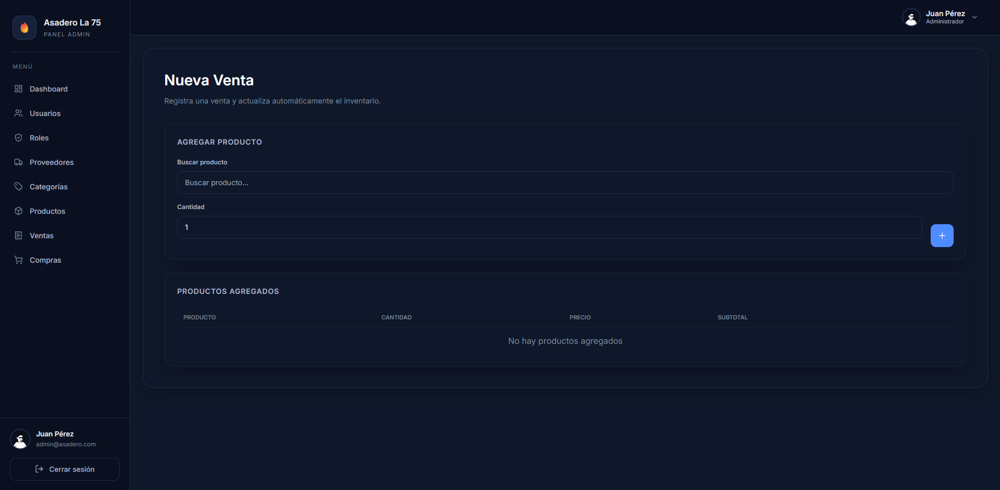 Asadero La 75
PANEL ADMIN
MENÚ
Dashboard
Usuarios
Roles
Proveedores
Categorías
Productos
Ventas
Compras
Juan Pérez
admin@asadero.com
Cerrar sesión
Juan Pérez
Administrador
Nueva Venta
Registra una venta y actualiza automáticamente el inventario.
AGREGAR PRODUCTO
Buscar producto
Buscar producto...
Cantidad
1
PRODUCTOS AGREGADOS
PRODUCTO CANTIDAD PRECIO SUBTOTAL
No hay productos agregados